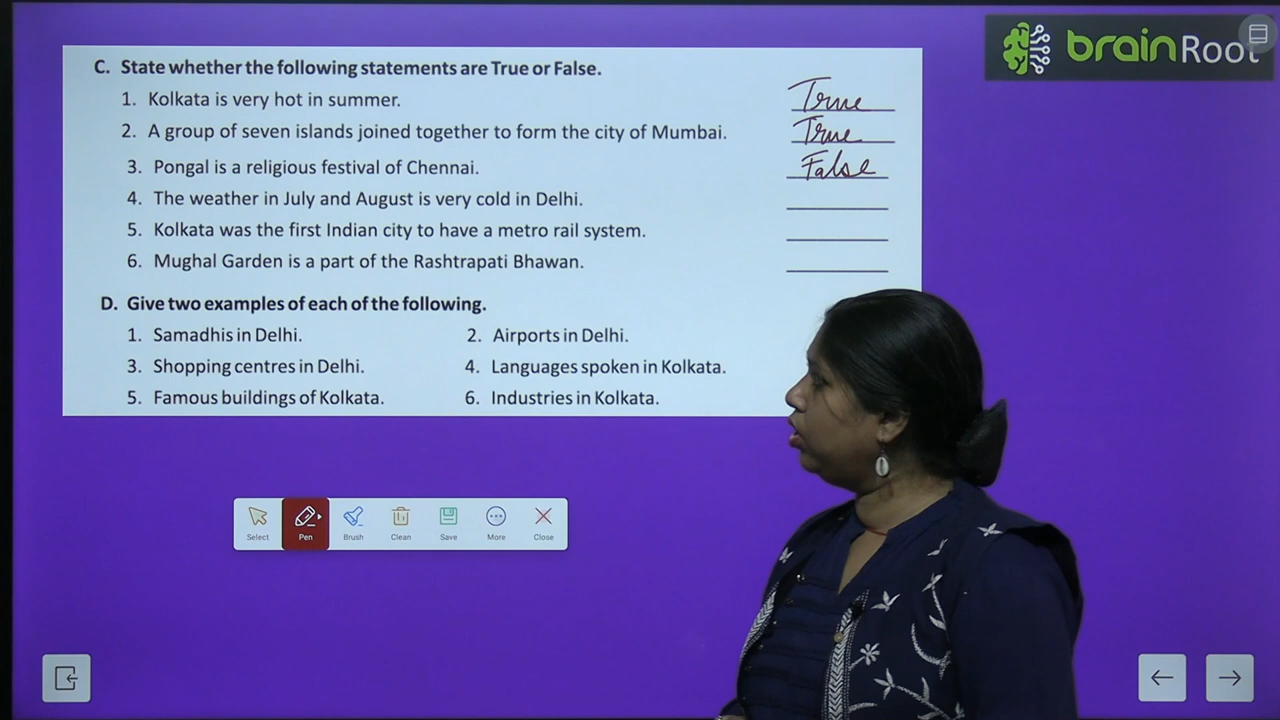 brainRoot
C. State whether the following statements are True or False.
1. Kolkata is very hot in summer. True
2. A group of seven islands joined together to form the city of Mumbai. True
3. Pongal is a religious festival of Chennai. False
4. The weather in July and August is very cold in Delhi.
5. Kolkata was the first Indian city to have a metro rail system.
6. Mughal Garden is a part of the Rashtrapati Bhawan.
D. Give two examples of each of the following.
1. Samadhis in Delhi. 2. Airports in Delhi.
3. Shopping centres in Delhi. 4. Languages spoken in Kolkata.
5. Famous buildings of Kolkata. 6. Industries in Kolkata.
Select Pen Brush Clean Save More Close